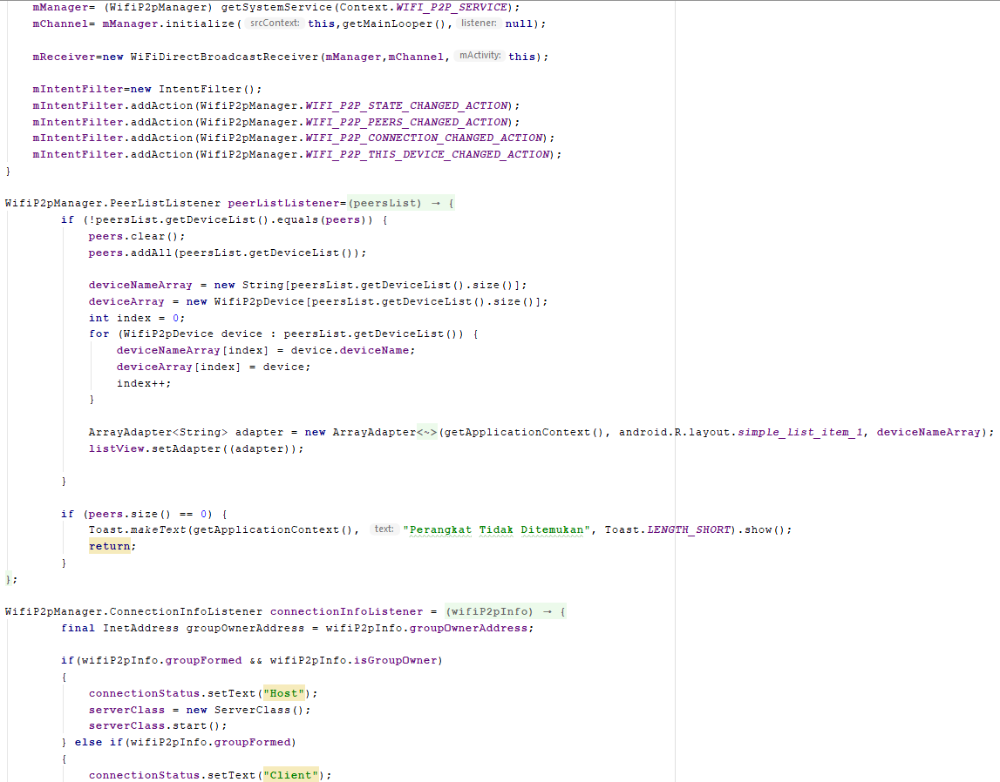 mManager= (WifiP2pManager) getSystemService(Context.WIFI_P2P_SERVICE);
mChannel= mManager.initialize( srcContext: this,getMainLooper(), listener: null);
mReceiver=new WiFiDirectBroadcastReceiver(mManager,mChannel, mActivity: this);
mIntentFilter=new IntentFilter();
mIntentFilter.addAction(WifiP2pManager.WIFI_P2P_STATE_CHANGED_ACTION);
mIntentFilter.addAction(WifiP2pManager.WIFI_P2P_PEERS_CHANGED_ACTION);
mIntentFilter.addAction(WifiP2pManager.WIFI_P2P_CONNECTION_CHANGED_ACTION);
mIntentFilter.addAction(WifiP2pManager.WIFI_P2P_THIS_DEVICE_CHANGED_ACTION);
}
WifiP2pManager.PeerListListener peerListListener=(peersList) → {
if (!peersList.getDeviceList().equals(peers)) {
peers.clear();
peers.addAll(peersList.getDeviceList());
deviceNameArray = new String[peersList.getDeviceList().size()];
deviceArray = new WifiP2pDevice[peersList.getDeviceList().size()];
int index = 0;
for (WifiP2pDevice device : peersList.getDeviceList()) {
deviceNameArray[index] = device.deviceName;
deviceArray[index] = device;
index++;
}
ArrayAdapter<String> adapter = new ArrayAdapter<~>(getApplicationContext(), android.R.layout.simple_list_item_1, deviceNameArray);
listView.setAdapter((adapter));
}
if (peers.size() == 0) {
Toast.makeText(getApplicationContext(), text: "Perangkat Tidak Ditemukan", Toast.LENGTH_SHORT).show();
return;
}
};
WifiP2pManager.ConnectionInfoListener connectionInfoListener = (wifiP2pInfo) → {
final InetAddress groupOwnerAddress = wifiP2pInfo.groupOwnerAddress;
if(wifiP2pInfo.groupFormed && wifiP2pInfo.isGroupOwner)
{
connectionStatus.setText("Host");
serverClass = new ServerClass();
serverClass.start();
} else if(wifiP2pInfo.groupFormed)
{
connectionStatus.setText("Client");